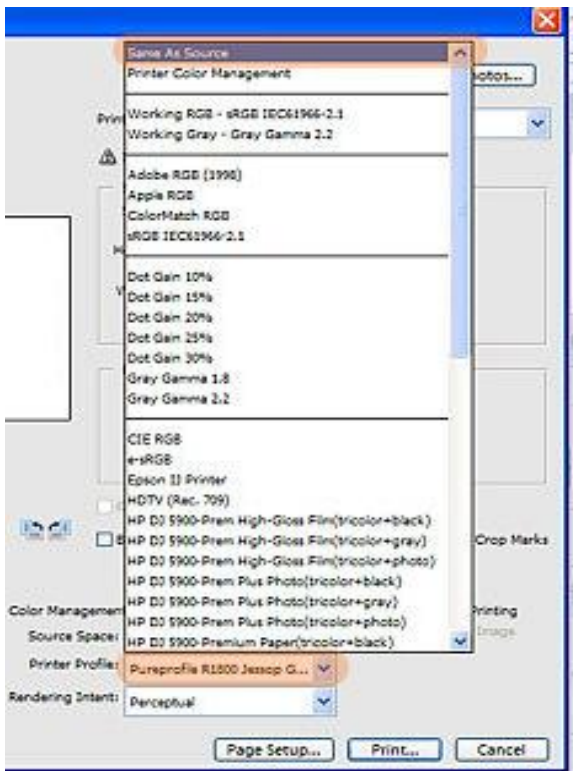 Same As Source
Printer Color Management
otos...
Prin
Working RGB - sRGB IEC61966-2.1
Working Gray - Gray Gamma 2.2
Adobe RGB (1998)
Apple RGB
ColorMatch RGB
sRGB IEC61966-2.1
Dot Gain 10%
Dot Gain 15%
Dot Gain 20%
Dot Gain 25%
Dot Gain 30%
Gray Gamma 1.8
Gray Gamma 2.2
CIE RGB
e-sRGB
Epson IJ Printer
HDTV (Rec. 709)
HP DJ 5900-Prem High-Gloss Film(tricolor+black)
HP DJ 5900-Prem High-Gloss Film(tricolor+gray)
Crop Marks
HP DJ 5900-Prem High-Gloss Film(tricolor+photo)
HP DJ 5900-Prem Plus Photo(tricolor+black)
HP DJ 5900-Prem Plus Photo(tricolor+gray)
Color Managemen
Printing
HP DJ 5900-Prem Plus Photo(tricolor+photo)
Source Space:
HP DJ 5900-Premium Paper(tricolor+black)
Image
Printer Profile: Pureprofile R1800 Jessop G...
Rendering Intent: Perceptual
Page Setup... Print... Cancel